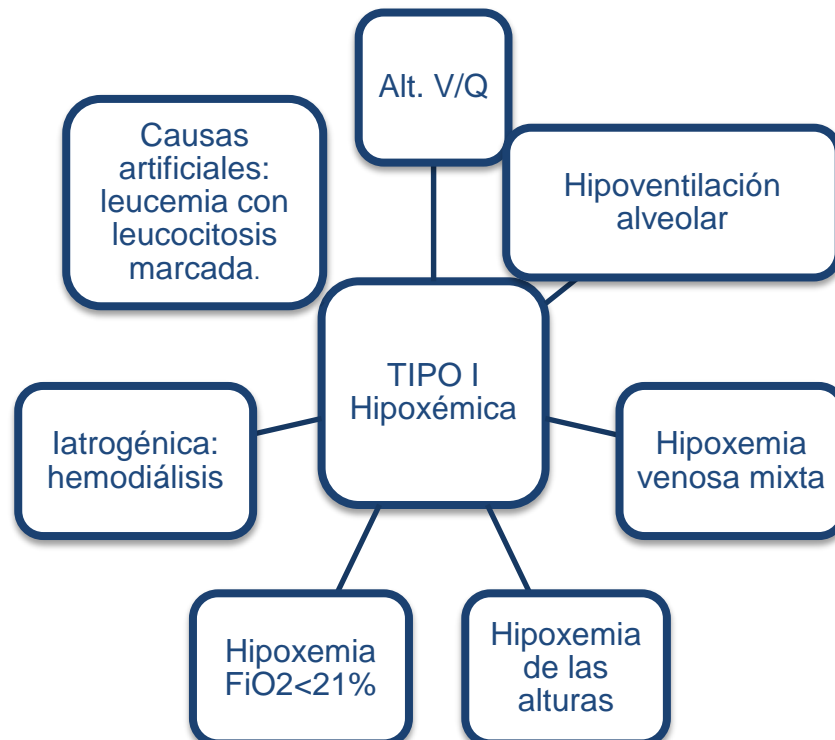 Alt. V/Q
Causas
artificiales:
leucemia con
leucocitosis
marcada.
Hipoventilación
alveolar
TIPO I
Hipoxémica
Iatrogénica:
hemodiálisis
Hipoxemia
venosa mixta
Hipoxemia
FiO2<21%
Hipoxemia
de las
alturas